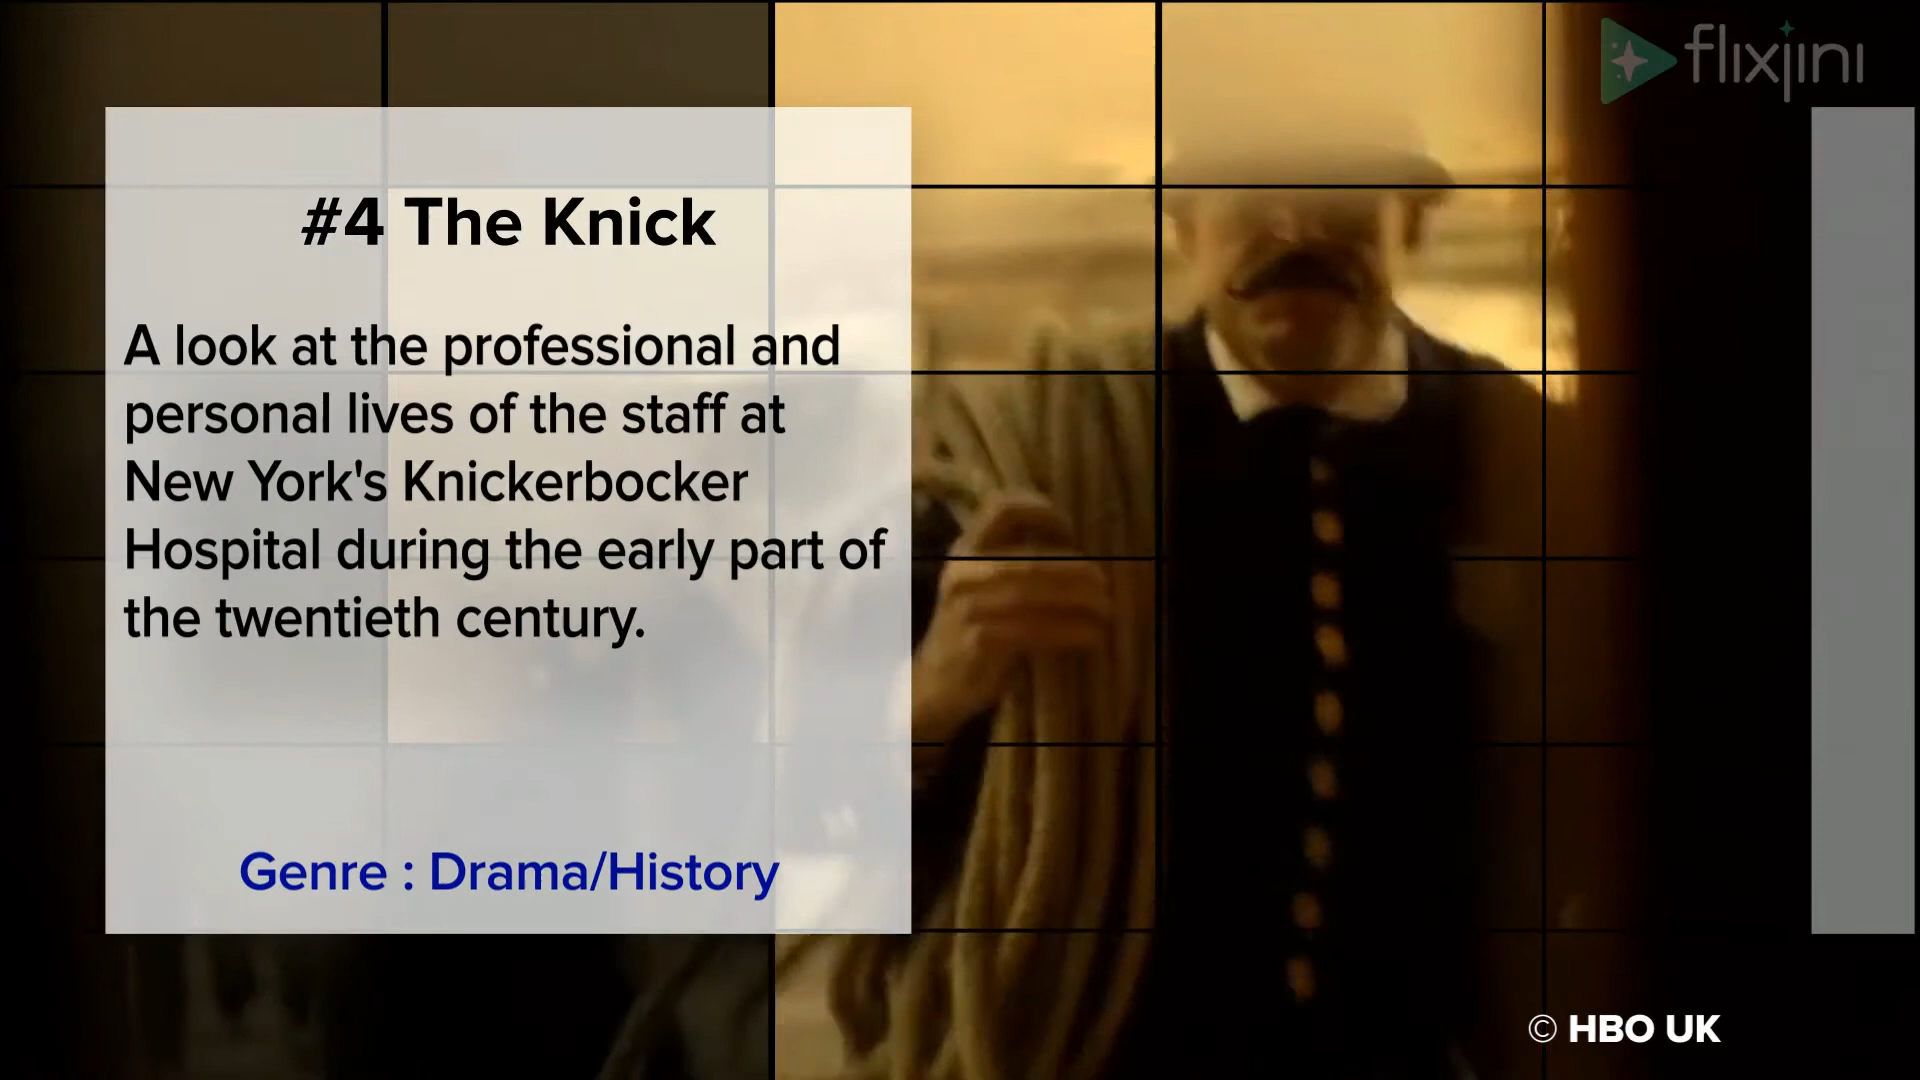 flixjini
#4 The Knick
A look at the professional and
personal lives of the staff at
New York's Knickerbocker
Hospital during the early part of
the twentieth century.
Genre : Drama/History
© HBO UK